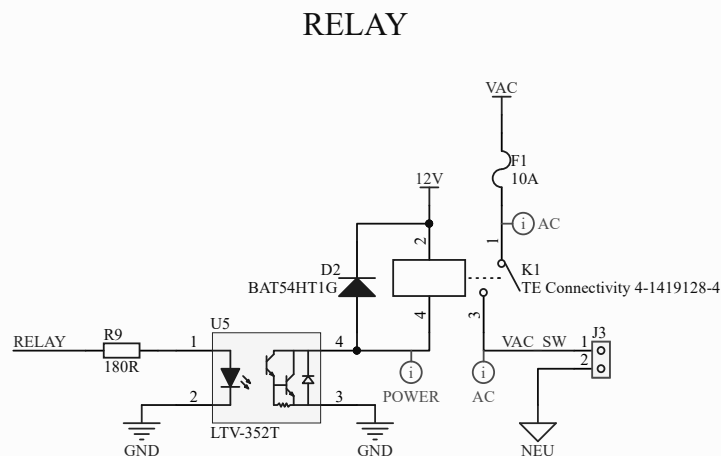 RELAY
VAC
F1
10A
12V
i AC
2
1
D2
BAT54HT1G
K1
TE Connectivity 4-1419128-4
4
3
U5
RELAY
R9
180R
1
4
VAC_SW
1
J3
2
i
POWER
i
AC
2
3
LTV-352T
GND
GND
NEU